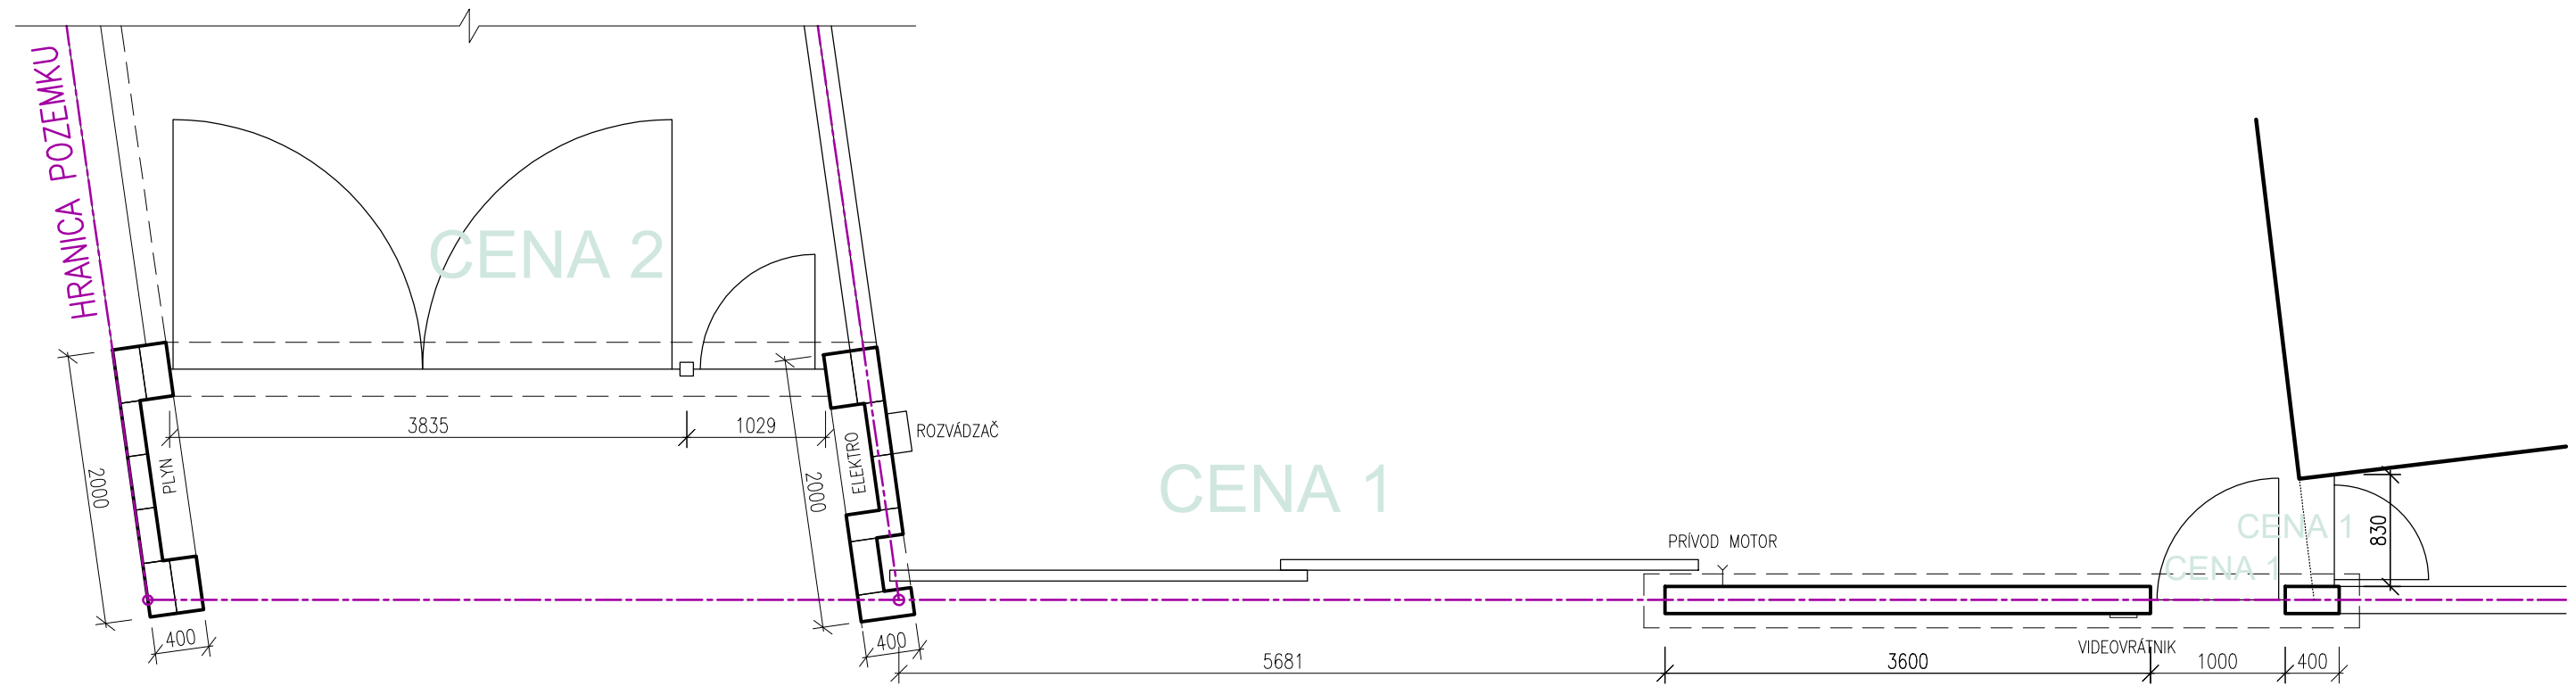 HRANICA POZEMKU
CENA 2
3835
1029
ROZVÁDZAČ
2000
PLYN
2000
ELEKTRO
CENA 1
PRÍVOD MOTOR
CENA 1
CENA 1
830
400
400
VIDEOVRÁTNIK
5681
3600
1000
400